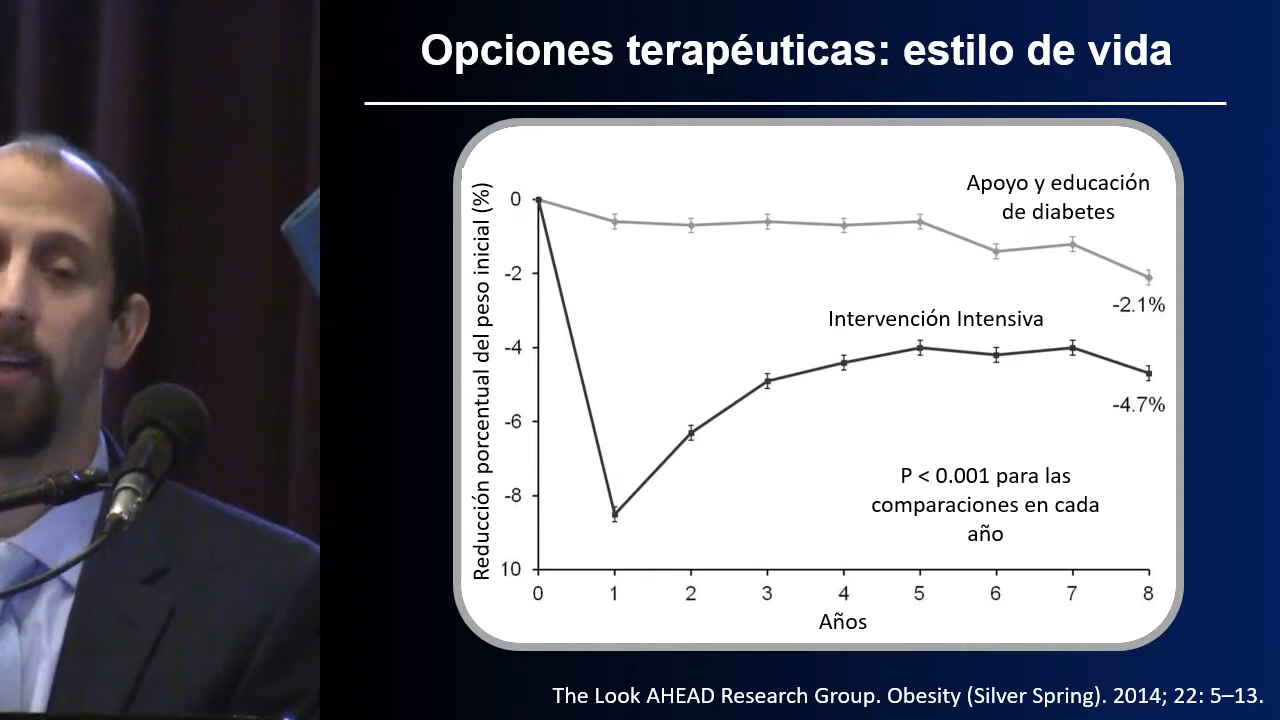 Opciones terapéuticas: estilo de vida
Reducción porcentual del peso inicial (%)
0
-2
-4
-6
-8
10
Apoyo y educación
de diabetes
-2.1%
Intervención Intensiva
-4.7%
P < 0.001 para las
comparaciones en cada
año
0 1 2 3 4 5 6 7 8
Años
The Look AHEAD Research Group. Obesity (Silver Spring). 2014; 22: 5–13.